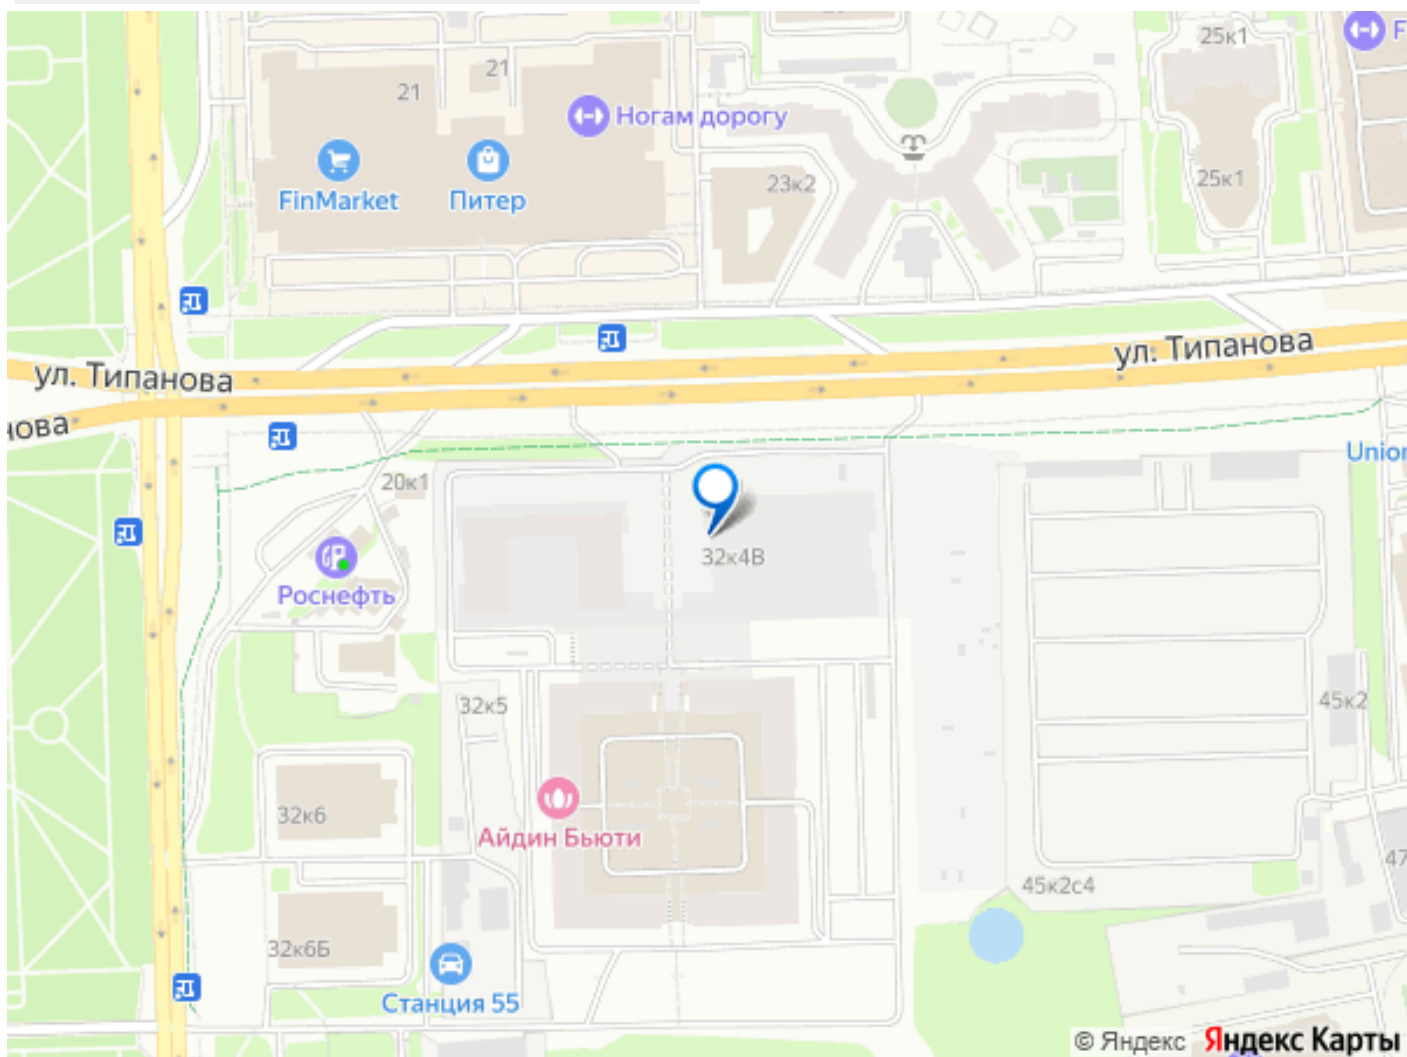 25к1
F
21
21
Ногам дорогу
FinMarket
Питер
23к2
25к1
ул. Типанова
ул. Типанова
нова
Union
20к1
32к4В
Роснефть
32к5
45к2
32к6
Айдин Бьюти
47
45к2с4
32к6Б
Станция 55
© Яндекс Яндекс Карты